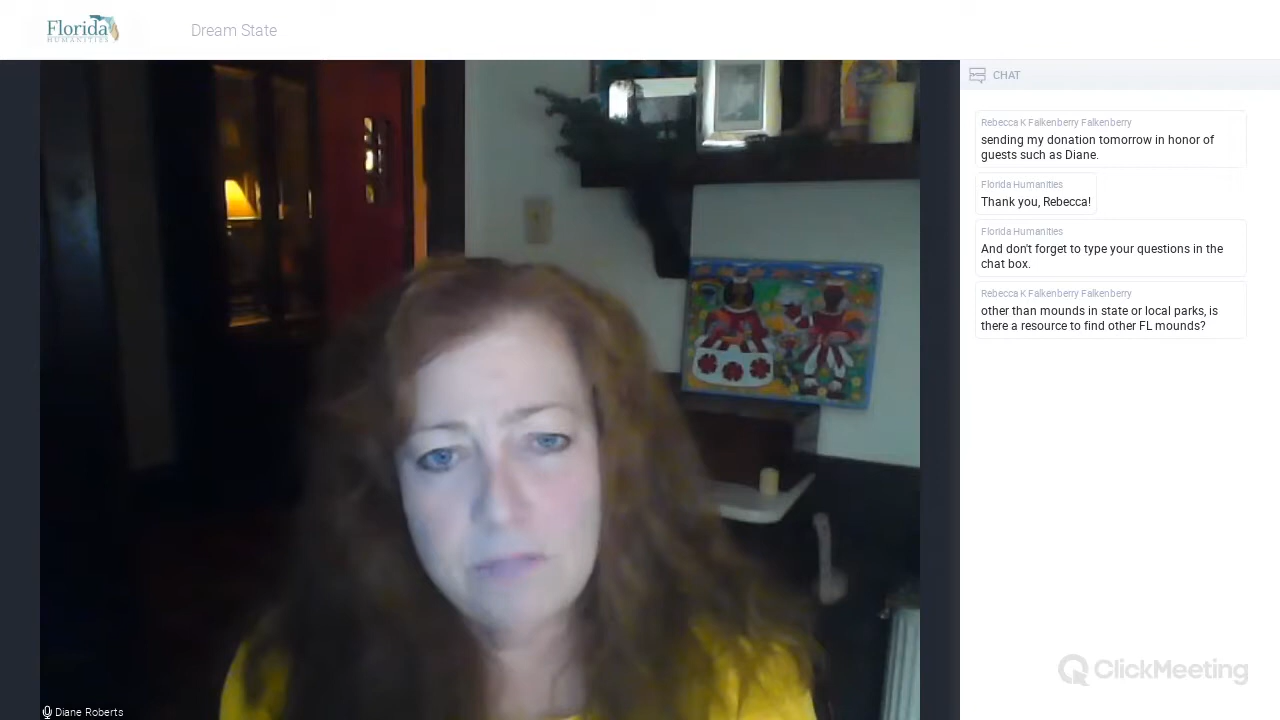 Florida
HUMANITIES
Dream State
CHAT
Rebecca K Falkenberry Falkenberry
sending my donation tomorrow in honor of
guests such as Diane.
Florida Humanities
Thank you, Rebecca!
Florida Humanities
And don't forget to type your questions in the
chat box.
Rebecca K Falkenberry Falkenberry
other than mounds in state or local parks, is
there a resource to find other FL mounds?
ClickMeeting
Diane Roberts